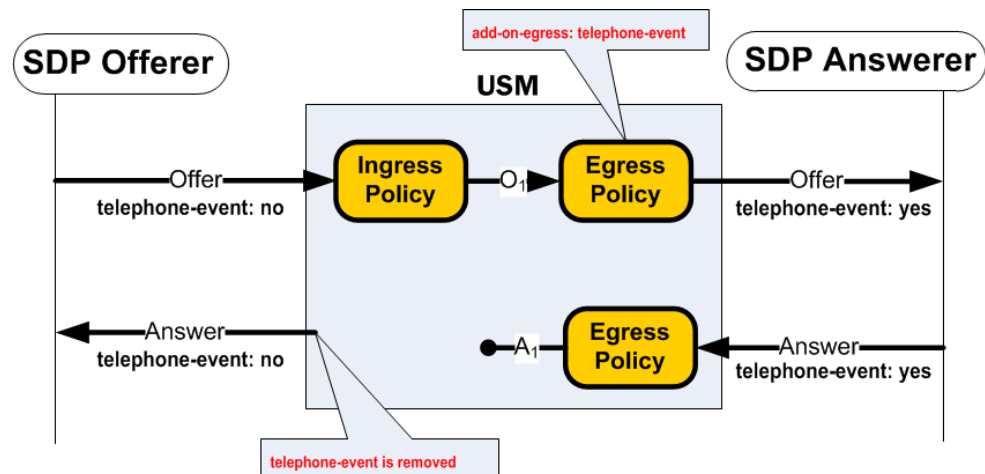 add-on-egress: telephone-event
SDP Offerer
SDP Answerer
USM
Ingress
Policy
Egress
Policy
Offer
O1
Offer
telephone-event: no
telephone-event: yes
Answer
telephone-event: no
A1
Egress
Policy
Answer
telephone-event: yes
telephone-event is removed